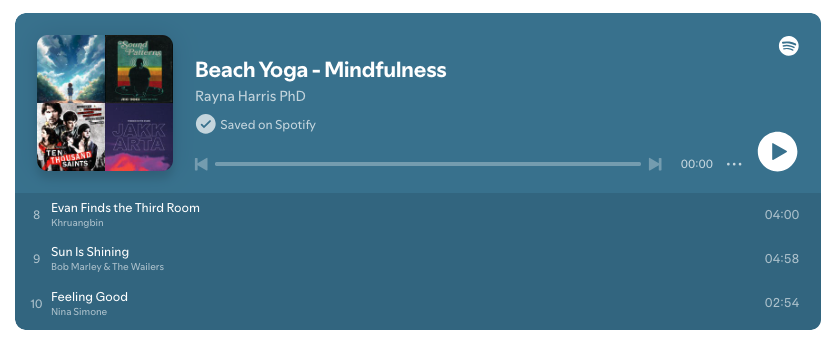 Sound
Patterns
TEN
THOUSAND
SAINTS
JAKK
ARTA
Beach Yoga - Mindfulness
Rayna Harris PhD
Saved on Spotify
00:00
8 Evan Finds the Third Room 04:00
Khruangbin
9 Sun Is Shining 04:58
Bob Marley & The Wailers
10 Feeling Good 02:54
Nina Simone